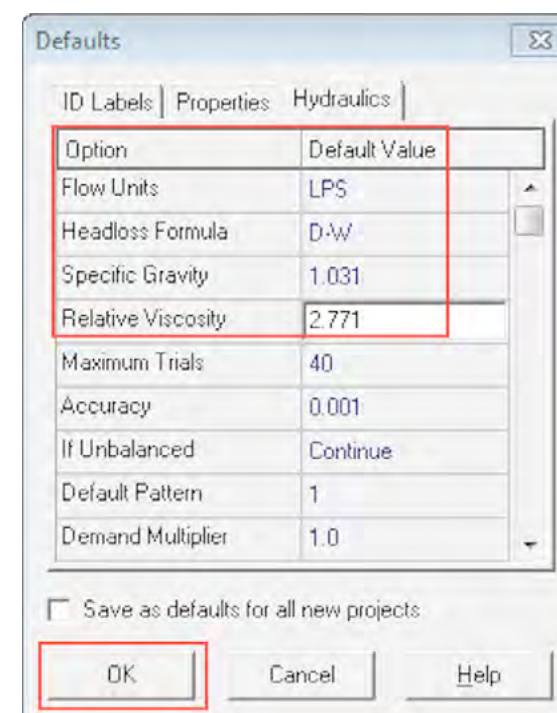 Defaults
ID Labels Properties Hydraulics
Option Default Value
Flow Units LPS
Headloss Formula D-W
Specific Gravity 1.031
Relative Viscosity 2.771
Maximum Trials 40
Accuracy 0.001
If Unbalanced Continue
Default Pattern 1
Demand Multiplier 1.0
Save as defaults for all new projects
OK Cancel Help